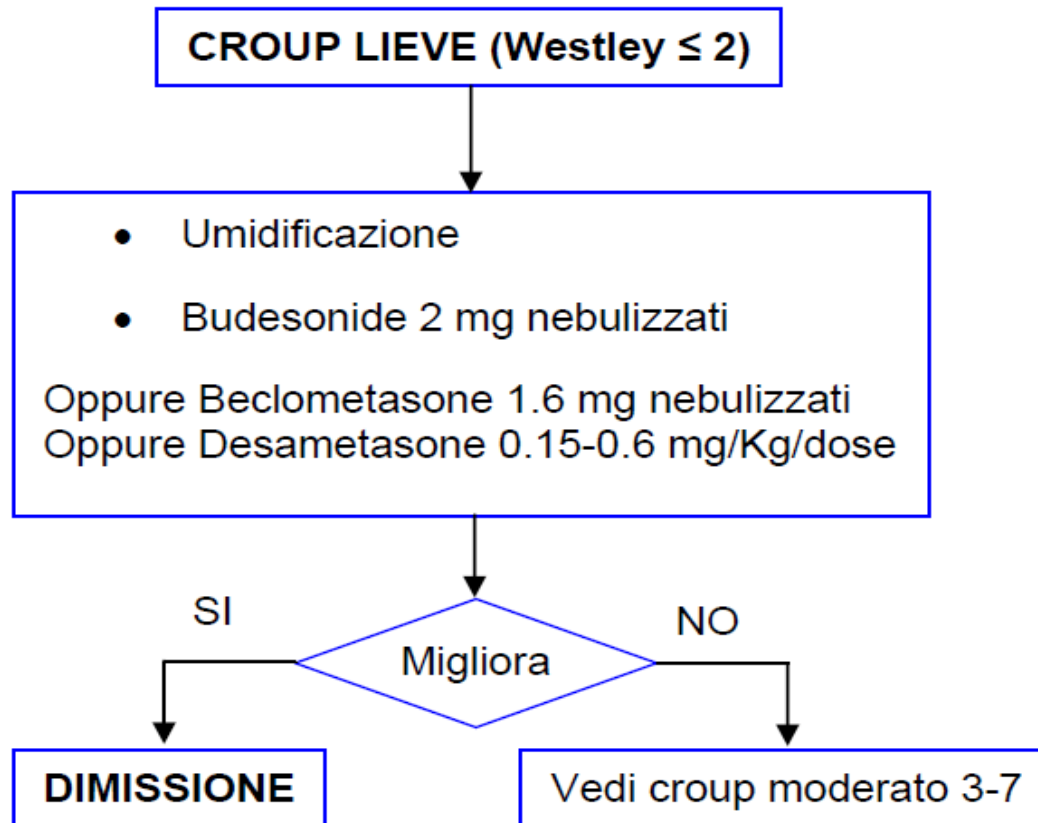 CROUP LIEVE (Westley ≤ 2)
• Umidificazione
• Budesonide 2 mg nebulizzati
Oppure Beclometasone 1.6 mg nebulizzati
Oppure Desametasone 0.15-0.6 mg/Kg/dose
SI
NO
Migliora
DIMISSIONE
Vedi croup moderato 3-7